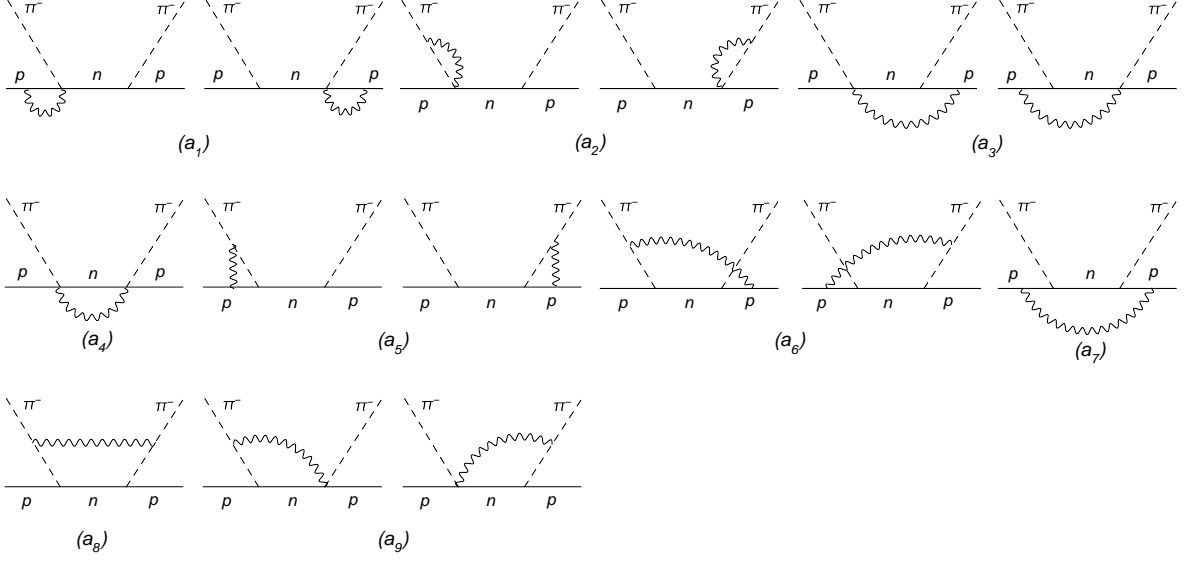 π⁻ π⁻ π⁻ π⁻ π⁻ π⁻
p n p p n p p n p p n p p n p p n p
(a₁) (a₂) (a₃)
π⁻ π⁻ π⁻ π⁻ π⁻ π⁻ π⁻ π⁻ π⁻ π⁻ π⁻ π⁻
p n p p n p p n p p n p p n p p n p
(a₄) (a₅) (a₆) (a₇)
π⁻ π⁻ π⁻ π⁻ π⁻ π⁻
p n p p n p p n p
(a₈) (a₉)